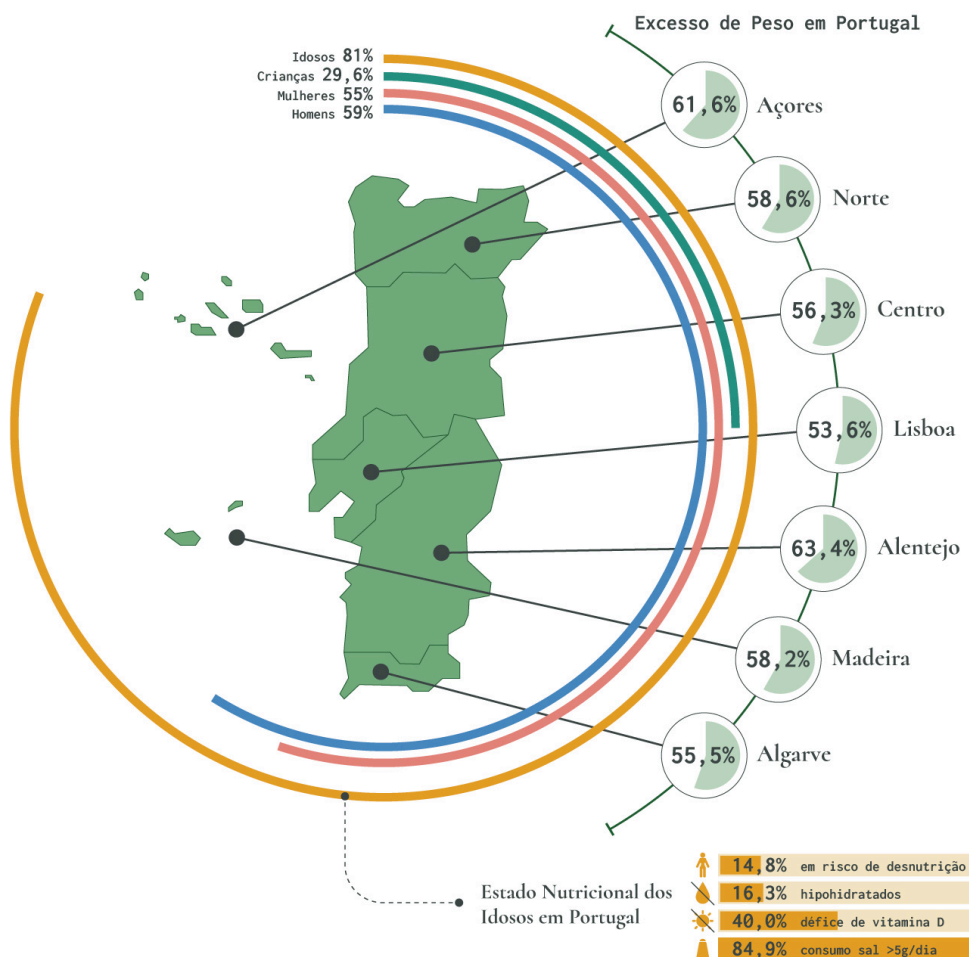 Excesso de Peso em Portugal
Idosos 81%
Crianças 29,6%
Mulheres 55%
Homens 59%
61,6% Açores
58,6% Norte
56,3% Centro
53,6% Lisboa
63,4% Alentejo
58,2% Madeira
55,5% Algarve
Estado Nutricional dos
Idosos em Portugal
14,8% em risco de desnutrição
16,3% hipohidratados
40,0% défice de vitamina D
84,9% consumo sal >5g/dia